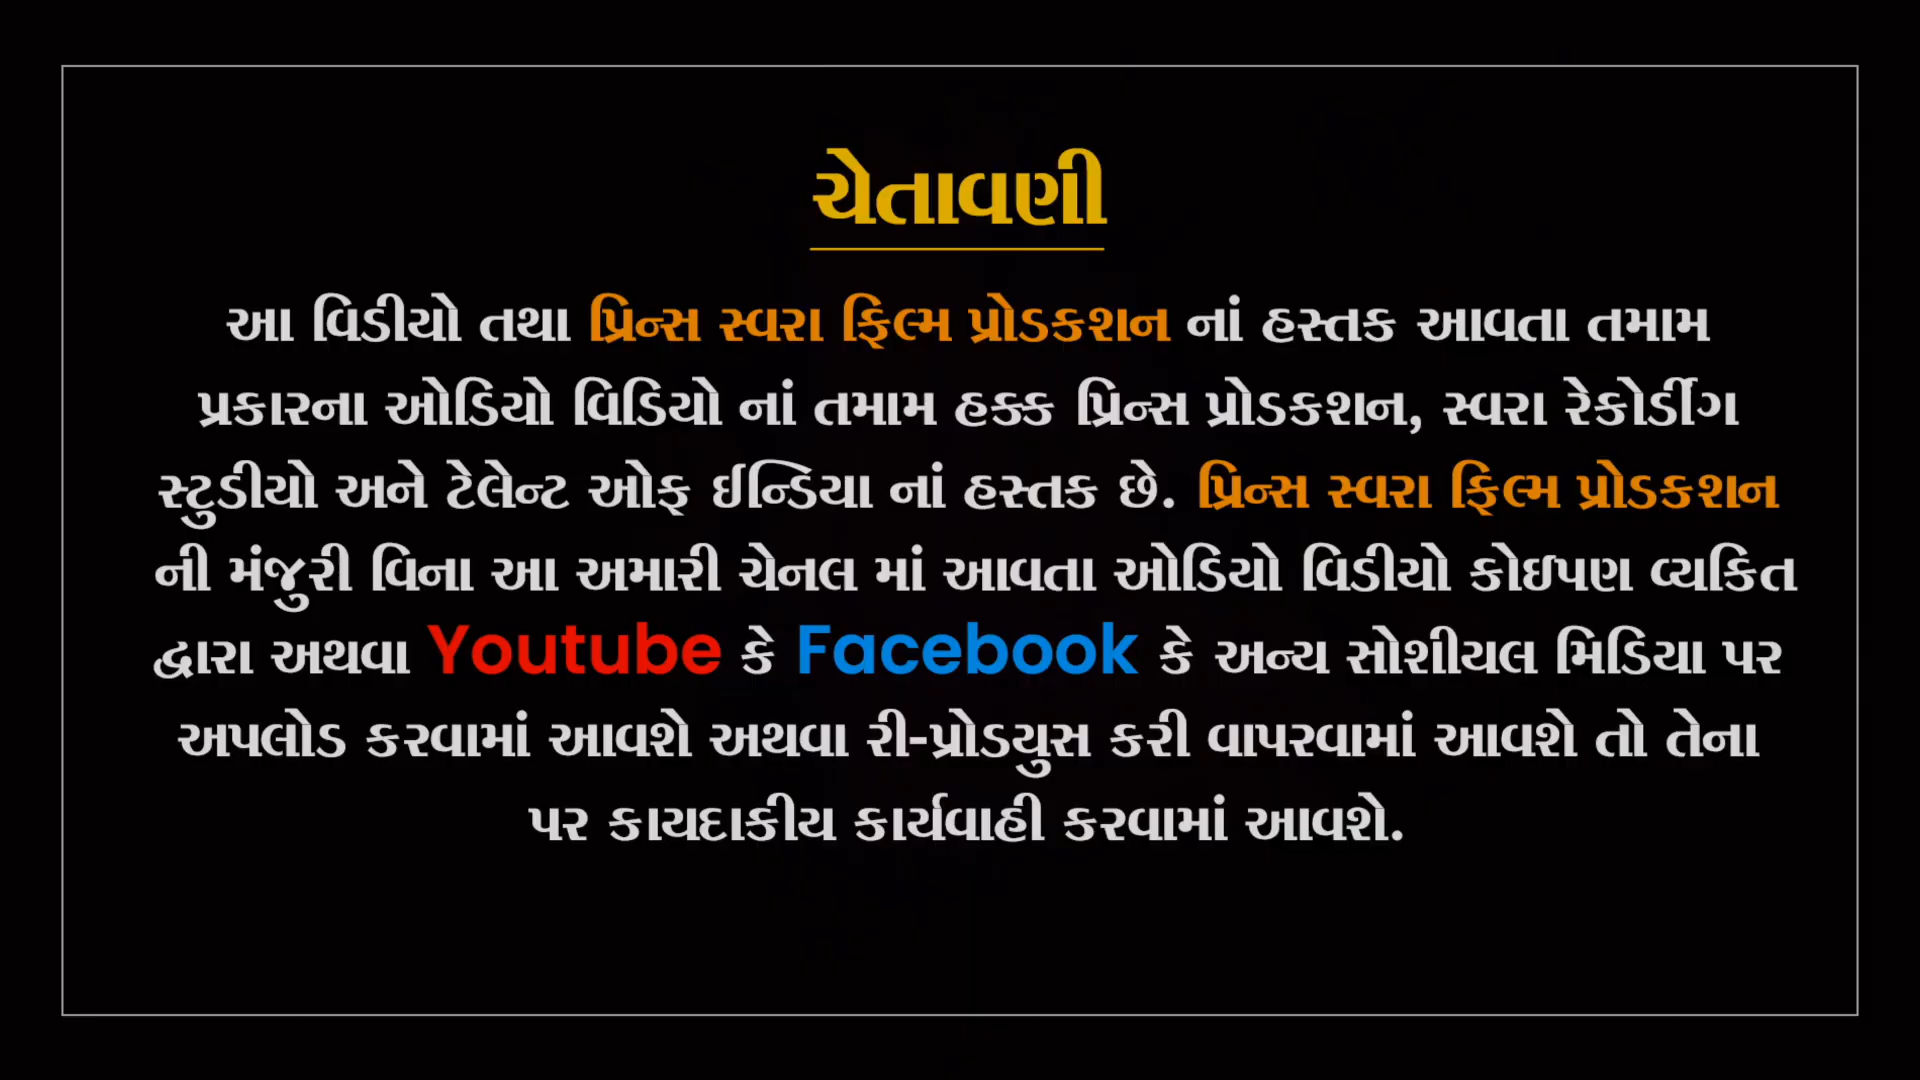 ચેતાવણી
આ વિડીયો તથા પ્રિન્સ સ્વરા ફિલ્મ પ્રોડકશન નાં હસ્તક આવતા તમામ
પ્રકારના ઓડિયો વિડિયો નાં તમામ હક્ક પ્રિન્સ પ્રોડકશન, સ્વરા રેકોર્ડીંગ
સ્ટુડીયો અને ટેલેન્ટ ઓફ ઈન્ડિયા નાં હસ્તક છે. પ્રિન્સ સ્વરા ફિલ્મ પ્રોડકશન
ની મંજુરી વિના આ અમારી ચેનલ માં આવતા ઓડિયો વિડીયો કોઇપણ વ્યકિત
દ્વારા અથવા Youtube કે Facebook કે અન્ય સોશીયલ મિડિયા પર
અપલોડ કરવામાં આવશે અથવા રી-પ્રોડયુસ કરી વાપરવામાં આવશે તો તેના
પર કાયદાકીય કાર્યવાહી કરવામાં આવશે.